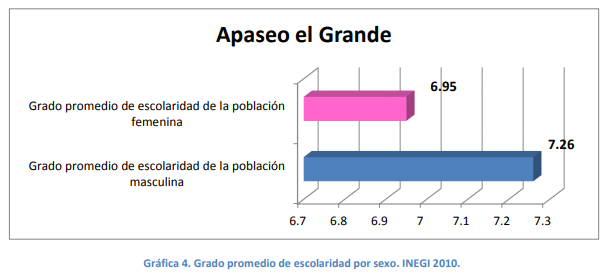 Apaseo el Grande
Grado promedio de escolaridad de la población
femenina
6.95
Grado promedio de escolaridad de la población
masculina
7.26
6.7 6.8 6.9 7 7.1 7.2 7.3
Gráfica 4. Grado promedio de escolaridad por sexo. INEGI 2010.